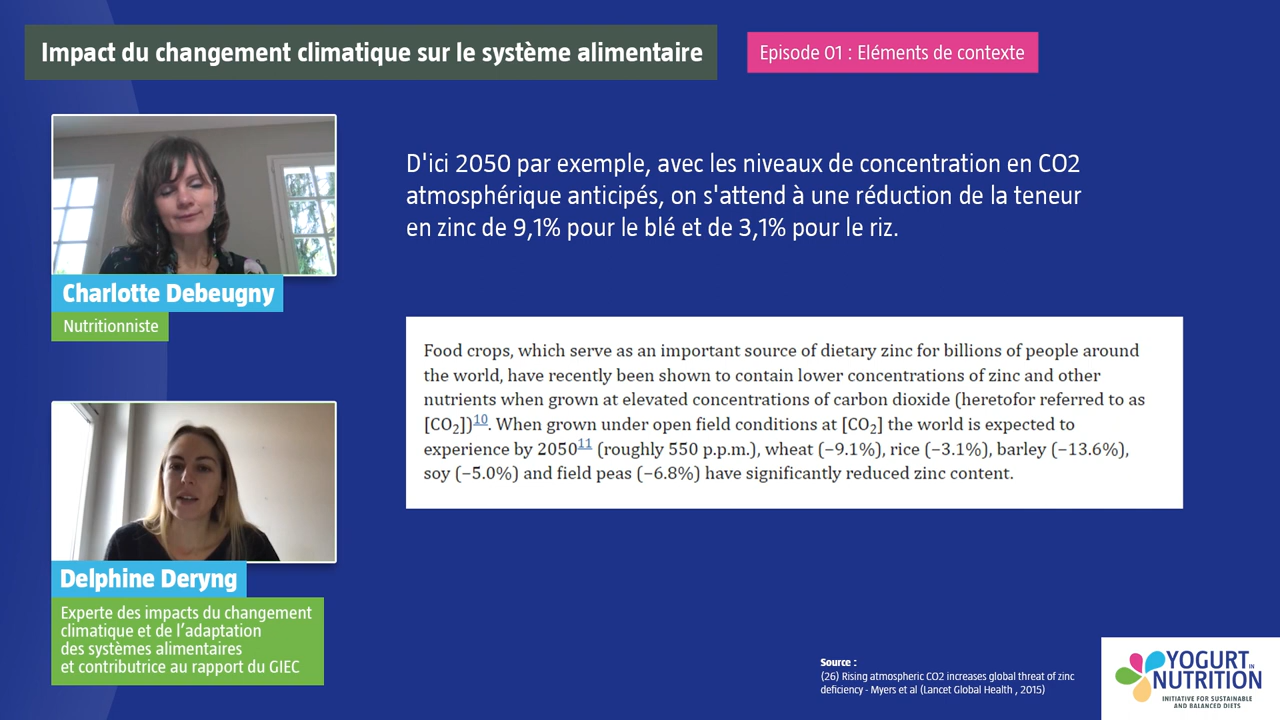 Impact du changement climatique sur le système alimentaire
Episode 01 : Eléments de contexte
Charlotte Debeugny
Nutritionniste
Delphine Deryng
Experte des impacts du changement
climatique et de l'adaptation
des systèmes alimentaires
et contributrice au rapport du GIEC
D'ici 2050 par exemple, avec les niveaux de concentration en CO2
atmosphérique anticipés, on s'attend à une réduction de la teneur
en zinc de 9,1% pour le blé et de 3,1% pour le riz.
Food crops, which serve as an important source of dietary zinc for billions of people around
the world, have recently been shown to contain lower concentrations of zinc and other
nutrients when grown at elevated concentrations of carbon dioxide (heretofor referred to as
[CO₂])¹⁰. When grown under open field conditions at [CO₂] the world is expected to
experience by 2050¹¹ (roughly 550 p.p.m.), wheat (−9.1%), rice (−3.1%), barley (−13.6%),
soy (−5.0%) and field peas (−6.8%) have significantly reduced zinc content.
Source :
(26) Rising atmospheric CO2 increases global threat of zinc
deficiency - Myers et al (Lancet Global Health , 2015)
YOGURT IN
NUTRITION
INITIATIVE FOR SUSTAINABLE
AND BALANCED DIETS